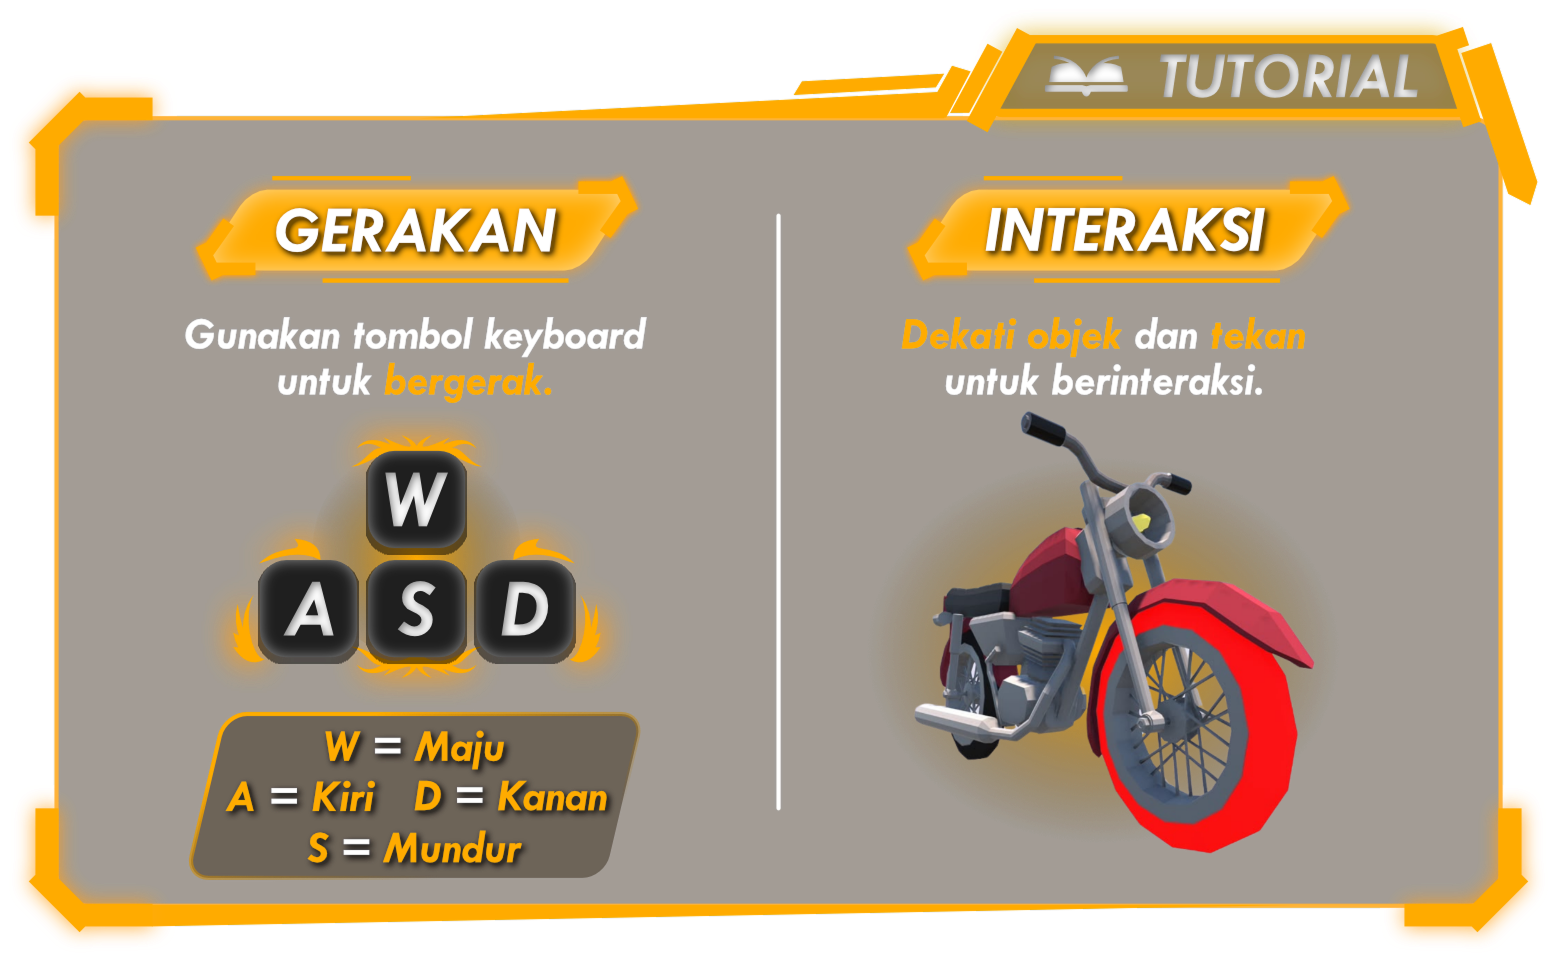 TUTORIAL
GERAKAN
Gunakan tombol keyboard
untuk bergerak.
W
A S D
W = Maju
A = Kiri D = Kanan
S = Mundur
INTERAKSI
Dekati objek dan tekan
untuk berinteraksi.